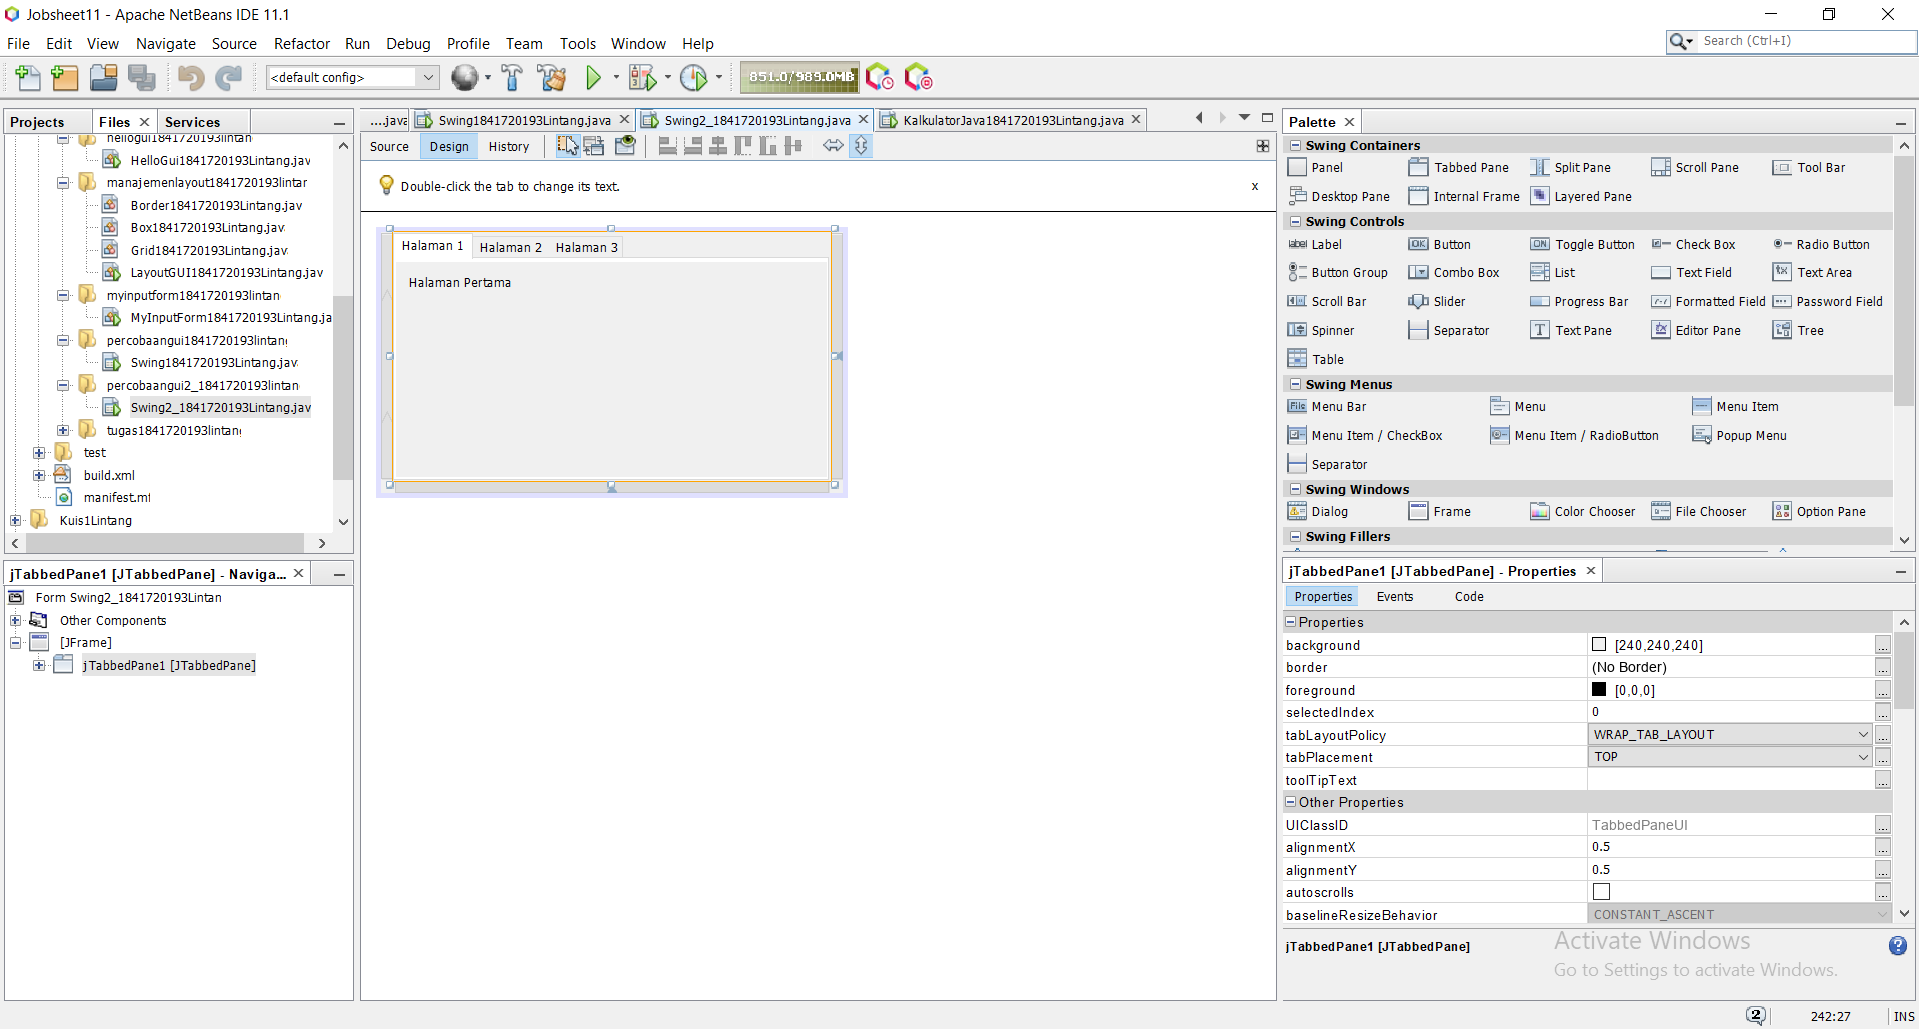 Jobsheet11 - Apache NetBeans IDE 11.1
File Edit View Navigate Source Refactor Run Debug Profile Team Tools Window Help
Search (Ctrl+I)
<default config>
851.0/989.0MB
Projects Files Services
hellogui1841720193lintan
HelloGui1841720193Lintang.jav
manajemenlayout1841720193lintar
Border1841720193Lintang.jav
Box1841720193Lintang.jav
Grid1841720193Lintang.jav
LayoutGUI1841720193Lintang.jav
myinputform1841720193lintan
MyInputForm1841720193Lintang.ja
percobaangui1841720193lintang
Swing1841720193Lintang.jav
percobaangui2_1841720193lintan
Swing2_1841720193Lintang.jav
tugas1841720193lintang
test
build.xml
manifest.mf
Kuis1Lintang
jTabbedPane1 [JTabbedPane] - Naviga...
Form Swing2_1841720193Lintan
Other Components
[JFrame]
jTabbedPane1 [JTabbedPane]
....java Swing1841720193Lintang.java Swing2_1841720193Lintang.java KalkulatorJava1841720193Lintang.java
Source Design History
Double-click the tab to change its text. x
Halaman 1 Halaman 2 Halaman 3
Halaman Pertama
Palette
Swing Containers
Panel Tabbed Pane Split Pane Scroll Pane Tool Bar
Desktop Pane Internal Frame Layered Pane
Swing Controls
Label Button Toggle Button Check Box Radio Button
Button Group Combo Box List Text Field Text Area
Scroll Bar Slider Progress Bar Formatted Field Password Field
Spinner Separator Text Pane Editor Pane Tree
Table
Swing Menus
Menu Bar Menu Menu Item
Menu Item / CheckBox Menu Item / RadioButton Popup Menu
Separator
Swing Windows
Dialog Frame Color Chooser File Chooser Option Pane
Swing Fillers
jTabbedPane1 [JTabbedPane] - Properties
Properties Events Code
Properties
background [240,240,240]
border (No Border)
foreground [0,0,0]
selectedIndex 0
tabLayoutPolicy WRAP_TAB_LAYOUT
tabPlacement TOP
toolTipText
Other Properties
UIClassID TabbedPaneUI
alignmentX 0.5
alignmentY 0.5
autoscrolls
baselineResizeBehavior CONSTANT_ASCENT
jTabbedPane1 [JTabbedPane]
Activate Windows
Go to Settings to activate Windows.
2 242:27 INS